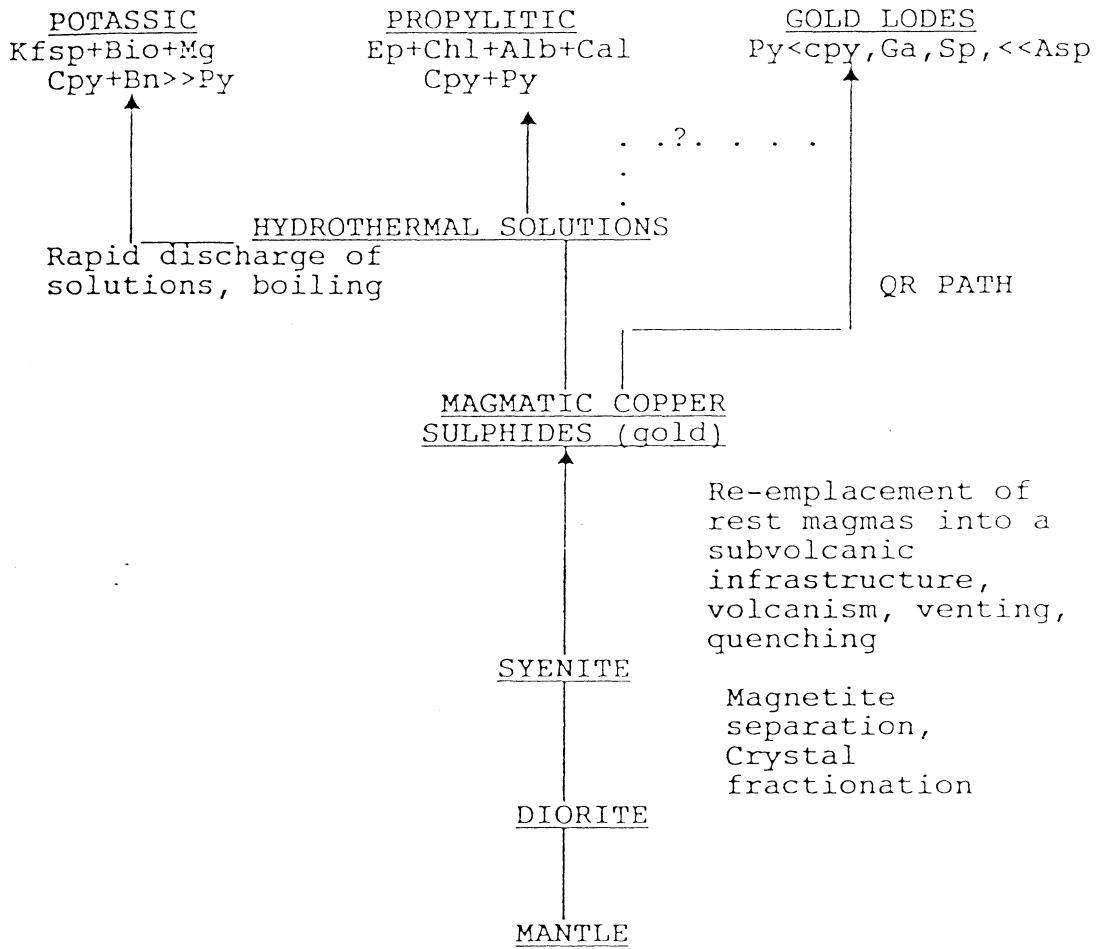 POTASSIC
Kfsp+Bio+Mg
Cpy+Bn>>Py
PROPYLITIC
Ep+Chl+Alb+Cal
Cpy+Py
GOLD LODES
Py<cpy,Ga,Sp,<<Asp
. .?. . . .
HYDROTHERMAL SOLUTIONS
Rapid discharge of
solutions, boiling
QR PATH
MAGMATIC COPPER
SULPHIDES (gold)
Re-emplacement of
rest magmas into a
subvolcanic
infrastructure,
volcanism, venting,
quenching
SYENITE
Magnetite
separation,
Crystal
fractionation
DIORITE
MANTLE